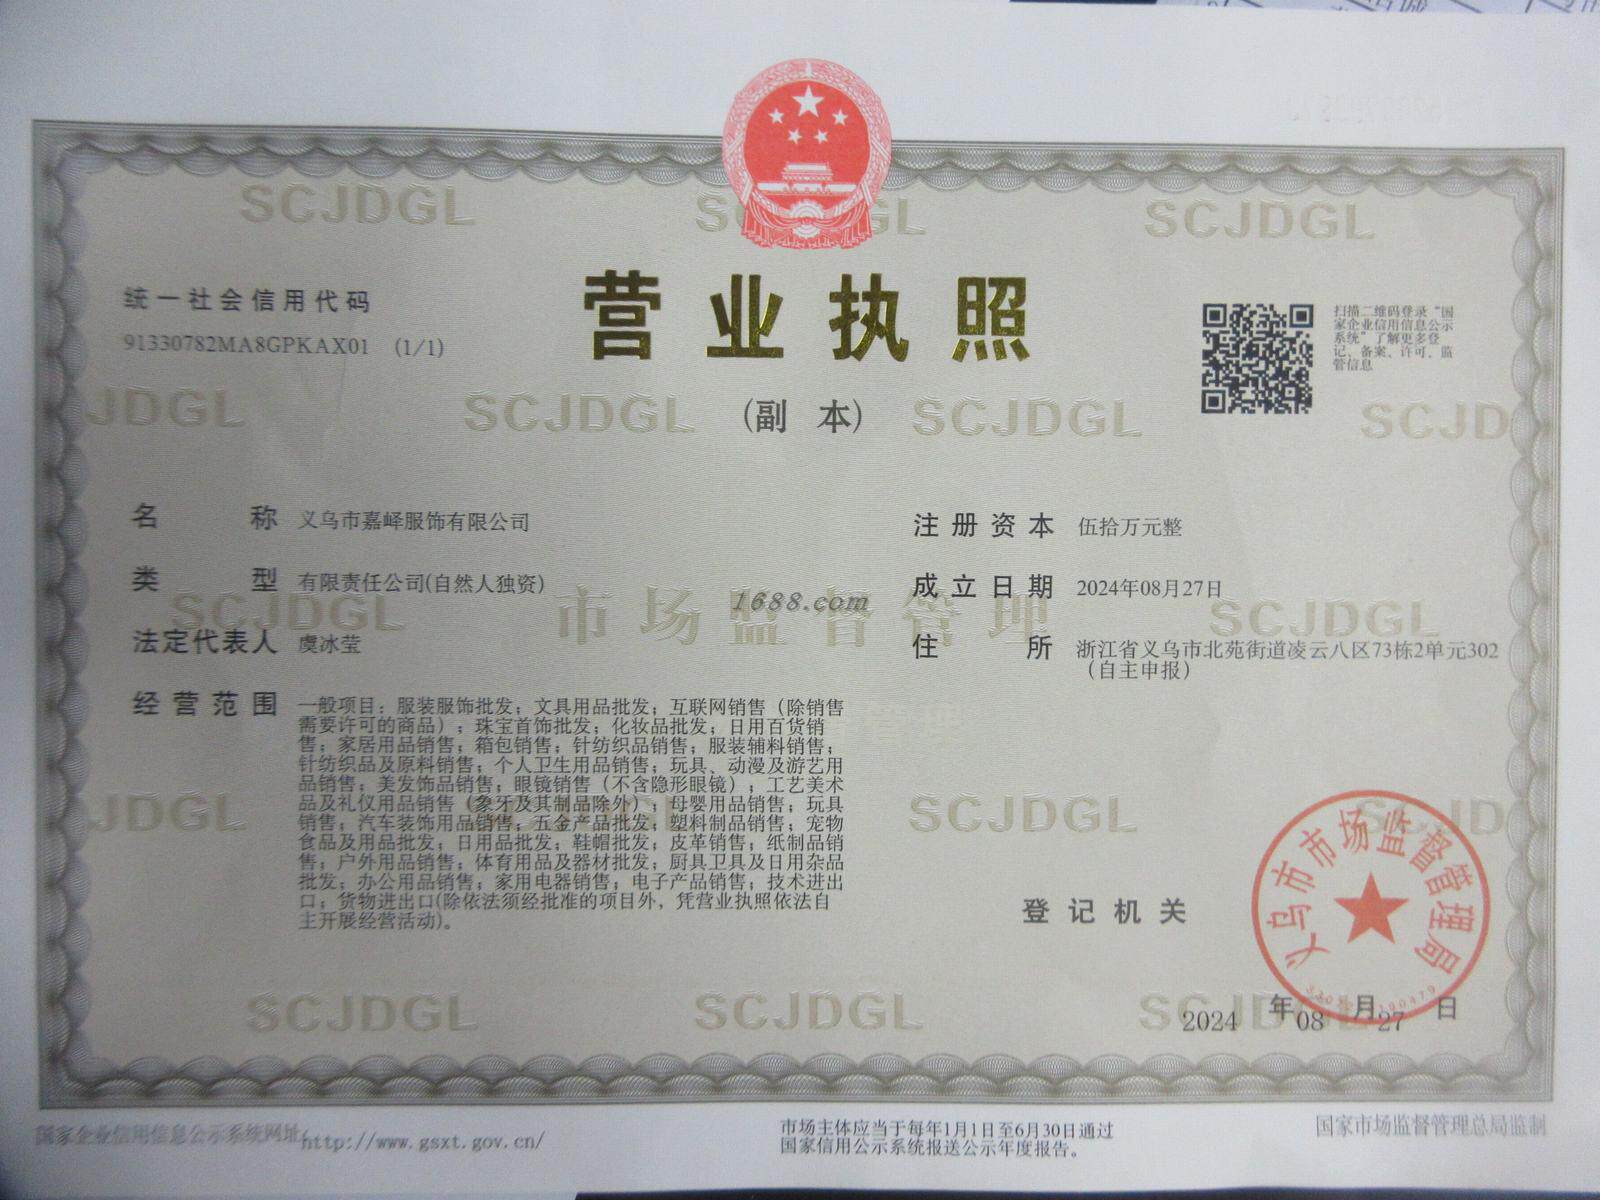 统一社会信用代码
91330782MA8GPKAX01 (1/1)
营业执照
(副 本)
扫描二维码登录“国
家企业信用信息公示
系统”了解更多登
记、备案、许可、监
管信息
名 称 义乌市嘉峄服饰有限公司
类 型 有限责任公司(自然人独资)
法定代表人 虞冰莹
经营范围 一般项目：服装服饰批发；文具用品批发；互联网销售（除销售
需要许可的商品）；珠宝首饰批发；化妆品批发；日用百货销
售；家居用品销售；箱包销售；针纺织品销售；服装辅料销售；
针纺织品及原料销售；个人卫生用品销售；玩具、动漫及游艺用
品销售；美发饰品销售；眼镜销售（不含隐形眼镜）；工艺美术
品及礼仪用品销售（象牙及其制品除外）；母婴用品销售；玩具
销售；汽车装饰用品销售；五金产品批发；塑料制品销售；宠物
食品及用品批发；日用品批发；鞋帽批发；皮革销售；纸制品销
售；户外用品销售；体育用品及器材批发；厨具卫具及日用杂品
批发；办公用品销售；家用电器销售；电子产品销售；技术进出
口；货物进出口(除依法须经批准的项目外，凭营业执照依法自
主开展经营活动)。
注册资本 伍拾万元整
成立日期 2024年08月27日
住 所 浙江省义乌市北苑街道凌云八区73栋2单元302
（自主申报）
登记机关
义乌市市场监督管理局
2024 年 08 月 27 日
SCJDGL
市场监督管理
1688.com
国家企业信用信息公示系统网址:http://www.gsxt.gov.cn/
市场主体应当于每年1月1日至6月30日通过
国家信用公示系统报送公示年度报告。
国家市场监督管理总局监制